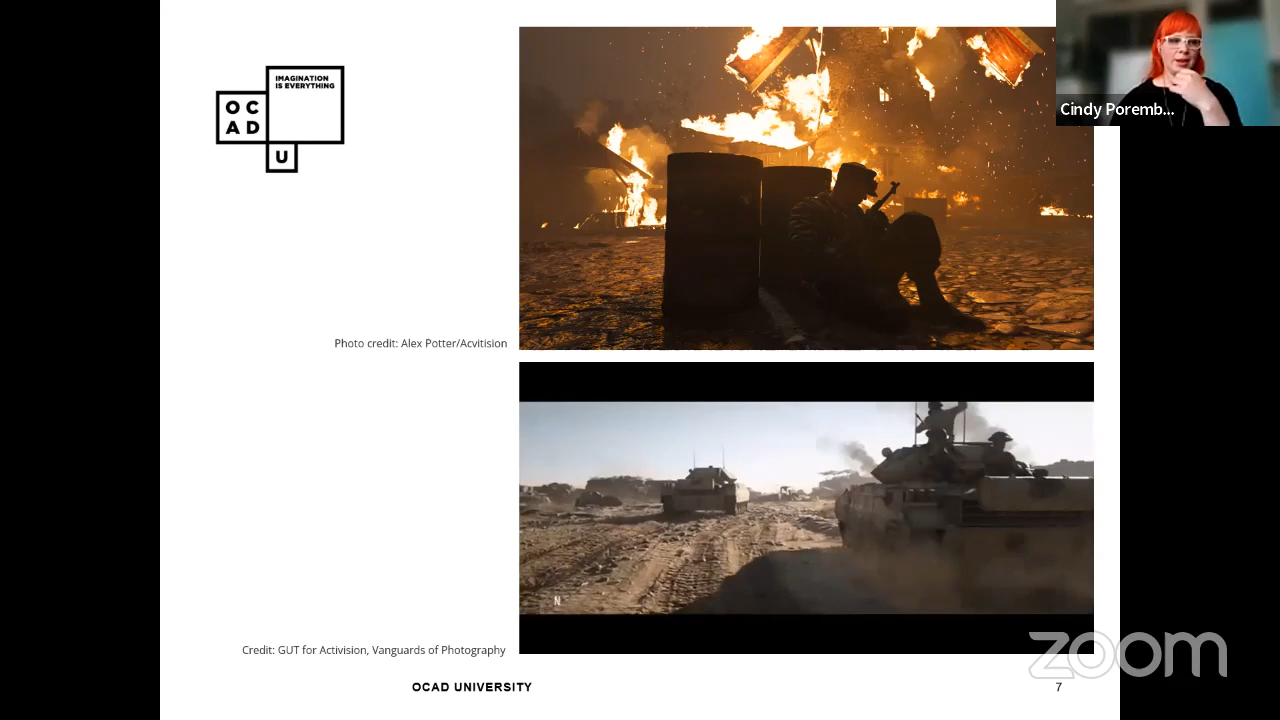 IMAGINATION
IS EVERYTHING
OC
AD
U
Cindy Poremb...
Photo credit: Alex Potter/Acvitision
N
Credit: GUT for Activision, Vanguards of Photography
zoom
OCAD UNIVERSITY
7